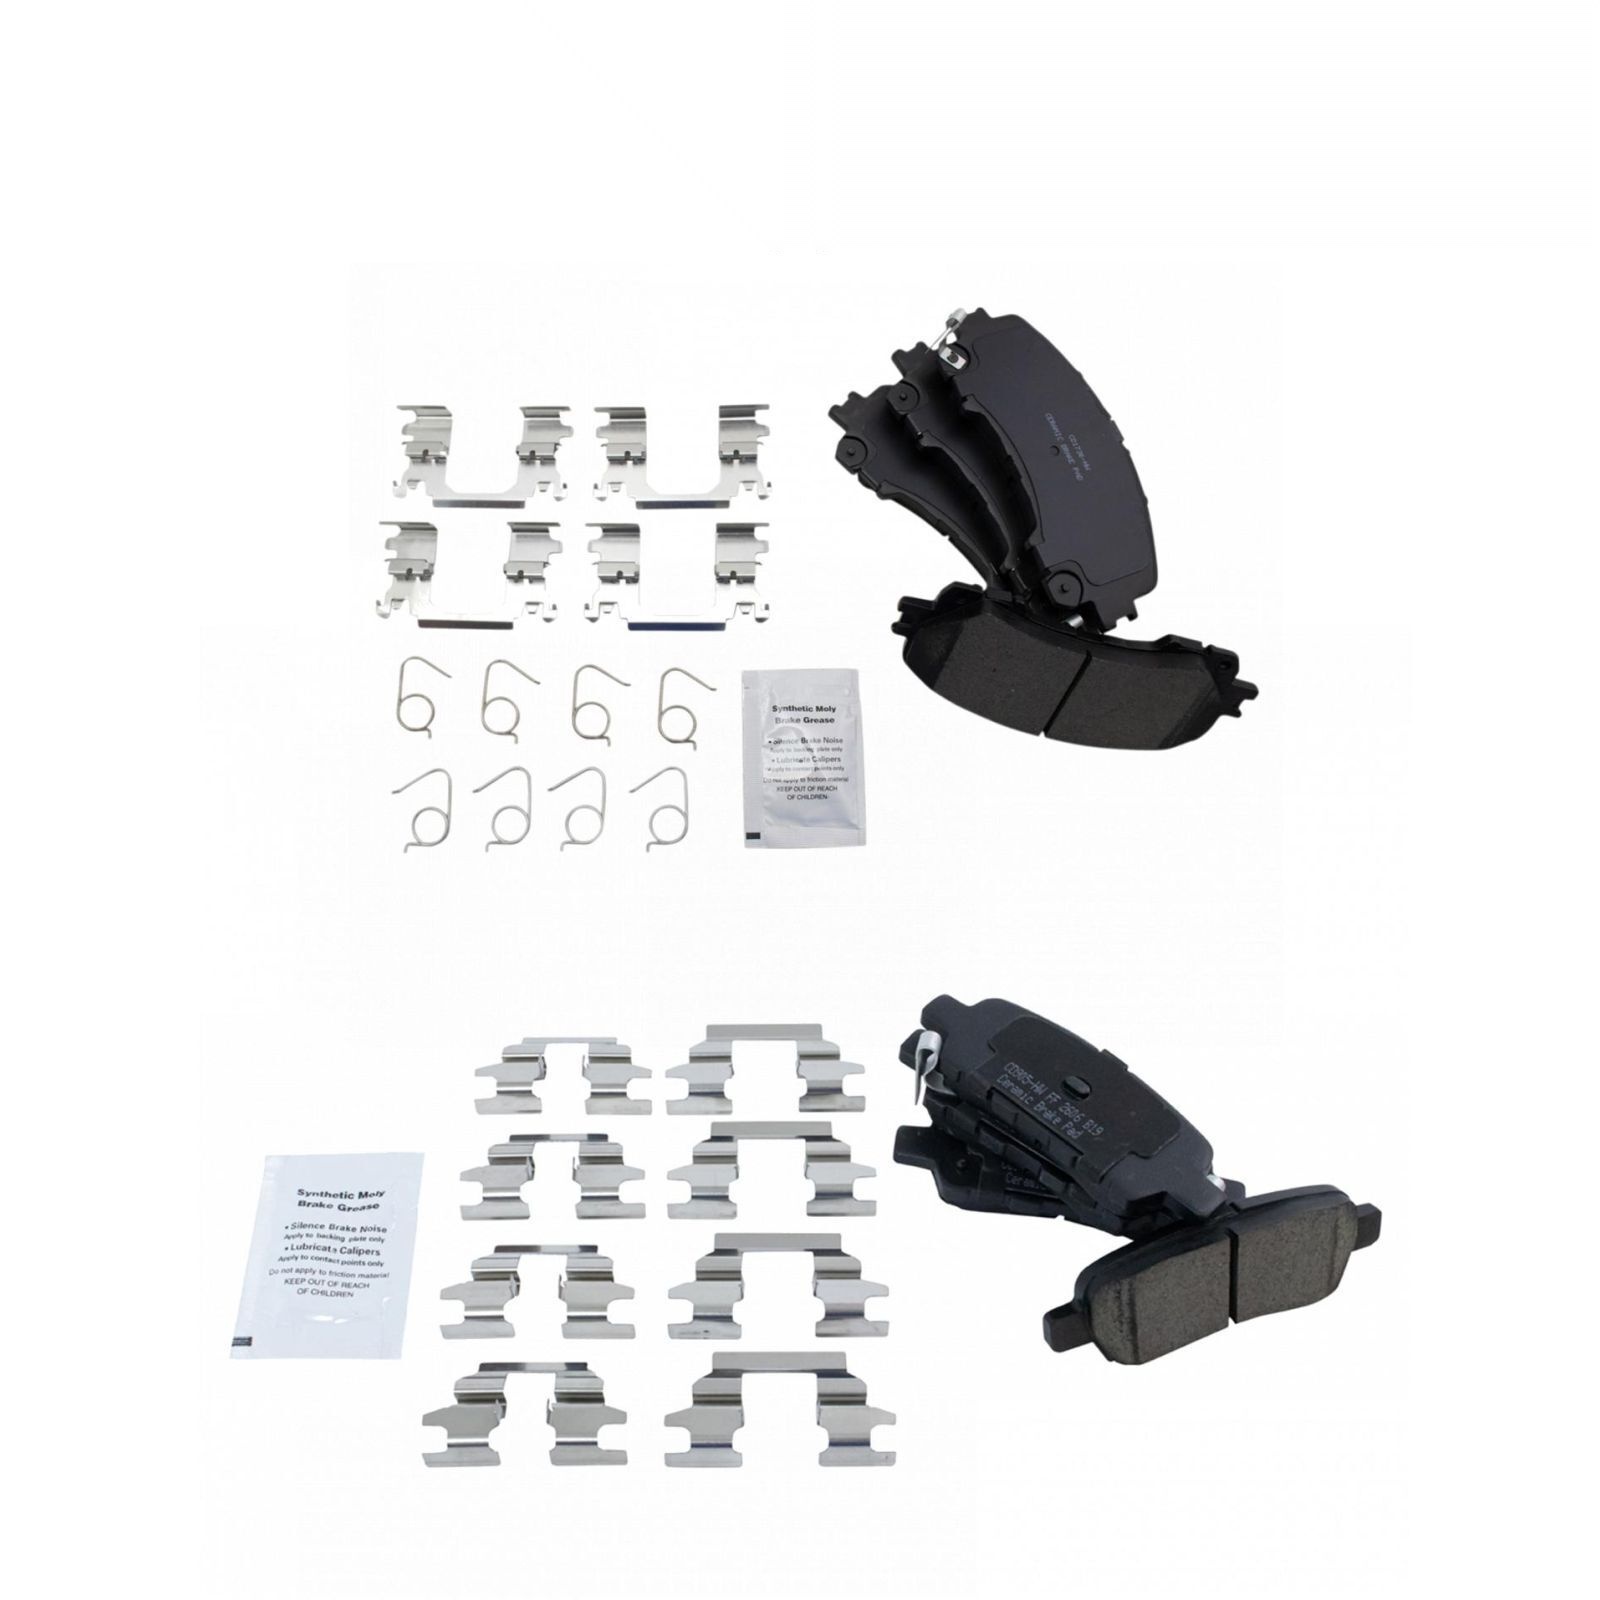 CD1736-HW
CERAMIC BRAKE PAD
Synthetic Moly
Brake Grease
• Silence Brake Noise
Apply to backing plate only
• Lubricate Calipers
Apply to contact points only
Do not apply to friction material
KEEP OUT OF REACH
OF CHILDREN
CD905-HW FF 2606 B19
Ceramic Brake Pad
Ceramic
Synthetic Moly
Brake Grease
• Silence Brake Noise
Apply to backing plate only
• Lubricate Calipers
Apply to contact points only
Do not apply to friction material
KEEP OUT OF REACH
OF CHILDREN